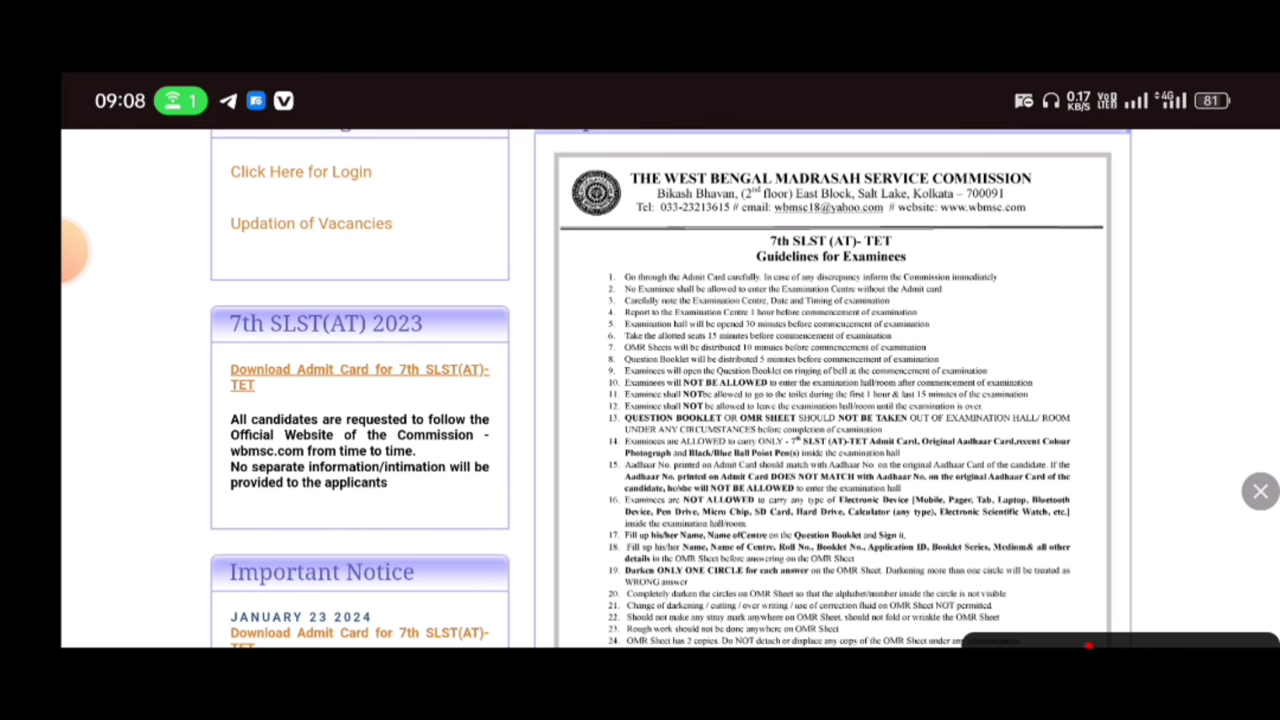 09:08 1 0.17 KB/S Vo LTE 4G 81
Click Here for Login
Updation of Vacancies
7th SLST(AT) 2023
Download Admit Card for 7th SLST(AT)-
TET
All candidates are requested to follow the
Official Website of the Commission -
wbmsc.com from time to time.
No separate information/intimation will be
provided to the applicants
Important Notice
JANUARY 23 2024
Download Admit Card for 7th SLST(AT)-
TET
THE WEST BENGAL MADRASAH SERVICE COMMISSION
Bikash Bhavan, (2nd floor) East Block, Salt Lake, Kolkata – 700091
Tel: 033-23213615 # email: wbmsc18@yahoo.com # website: www.wbmsc.com
7th SLST (AT)- TET
Guidelines for Examinees
1. Go through the Admit Card carefully. In case of any discrepancy inform the Commission immediately
2. No Examinee shall be allowed to enter the Examination Centre without the Admit card
3. Carefully note the Examination Centre, Date and Timing of examination
4. Report to the Examination Centre 1 hour before commencement of examination
5. Examination hall will be opened 30 minutes before commencement of examination
6. Take the allotted seats 15 minutes before commencement of examination
7. OMR Sheets will be distributed 10 minutes before commencement of examination
8. Question Booklet will be distributed 5 minutes before commencement of examination
9. Examinees will open the Question Booklet on ringing of bell at the commencement of examination
10. Examinees will NOT BE ALLOWED to enter the examination hall/room after commencement of examination
11. Examinee shall NOTbe allowed to go to the toilet during the first 1 hour & last 15 minutes of the examination
12. Examinee shall NOT be allowed to leave the examination hall/room until the examination is over.
13. QUESTION BOOKLET OR OMR SHEET SHOULD NOT BE TAKEN OUT OF EXAMINATION HALL/ ROOM
UNDER ANY CIRCUMSTANCES before completion of examination
14. Examinees are ALLOWED to carry ONLY - 7th SLST (AT)-TET Admit Card, Original Aadhaar Card,recent Colour
Photograph and Black/Blue Ball Point Pen(s) inside the examination hall
15. Aadhaar No. printed on Admit Card should match with Aadhaar No. on the original Aadhaar Card of the candidate. If the
Aadhaar No. printed on Admit Card DOES NOT MATCH with Aadhaar No. on the original Aadhaar Card of the
candidate, he/she will NOT BE ALLOWED to enter the examination hall
16. Examinees are NOT ALLOWED to carry any type of Electronic Device [Mobile, Pager, Tab, Laptop, Bluetooth
Device, Pen Drive, Micro Chip, SD Card, Hard Drive, Calculator (any type), Electronic Scientific Watch, etc.]
inside the examination hall/room.
17. Fill up his/her Name, Name ofCentre on the Question Booklet and Sign it.
18. Fill up his/her Name, Name of Centre, Roll No., Booklet No., Application ID, Booklet Series, Medium& all other
details in the OMR Sheet before answering on the OMR Sheet
19. Darken ONLY ONE CIRCLE for each answer on the OMR Sheet. Darkening more than one circle will be treated as
WRONG answer
20. Completely darken the circles on OMR Sheet so that the alphabet/number inside the circle is not visible
21. Change of darkening / cutting / over writing / use of correction fluid on OMR Sheet NOT permitted
22. Should not make any stray mark anywhere on OMR Sheet, should not fold or wrinkle the OMR Sheet
23. Rough work should not be done anywhere on OMR Sheet
24. OMR Sheet has 2 copies. Do NOT detach or displace any copy of the OMR Sheet under any